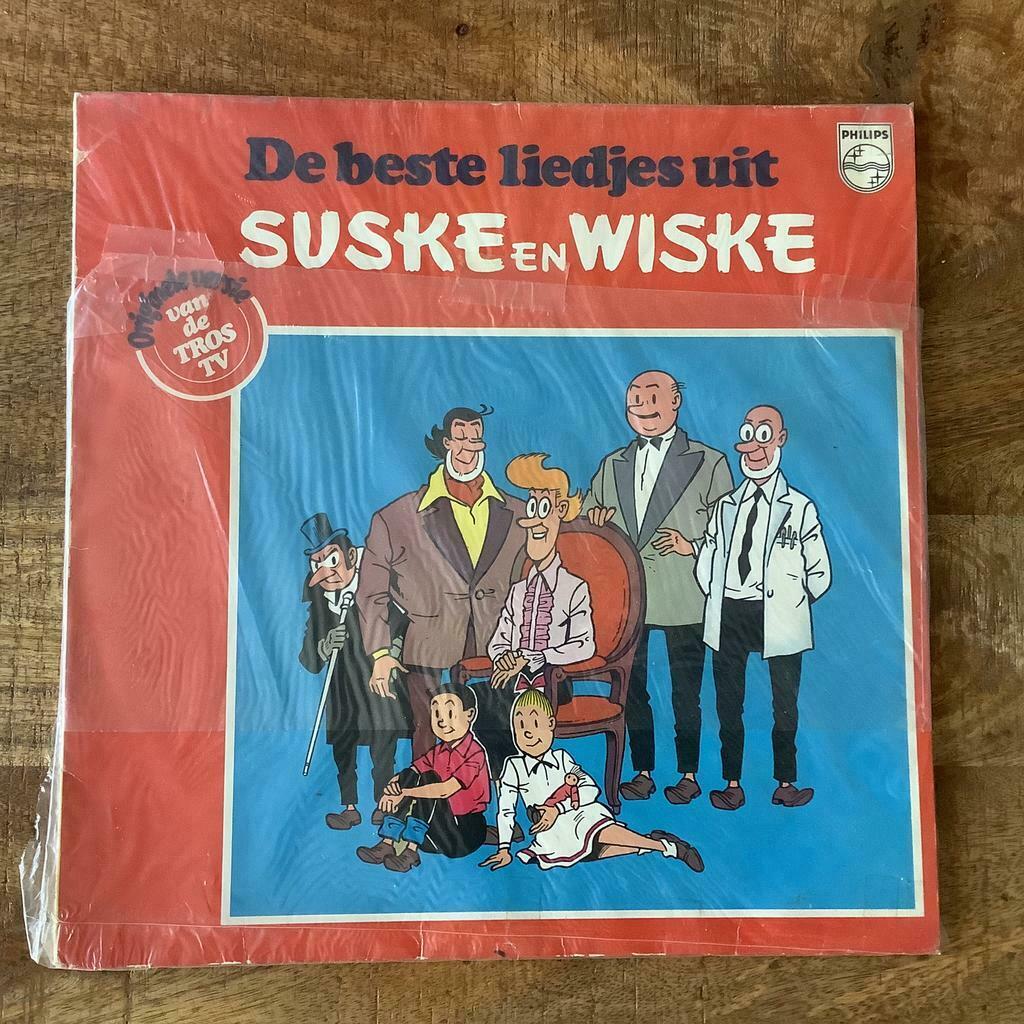 De beste liedjes uit
PHILIPS
SUSKE EN WISKE
Originele versie
van
de
TROS
TV